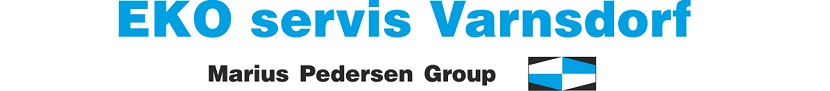 EKO servis Varnsdorf
Marius Pedersen Group